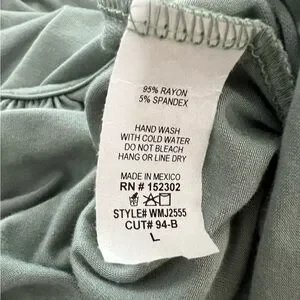 95% RAYON
5% SPANDEX
HAND WASH
WITH COLD WATER
DO NOT BLEACH
HANG OR LINE DRY
MADE IN MEXICO
RN # 152302
STYLE# WMJ2555
CUT# 94-B
L